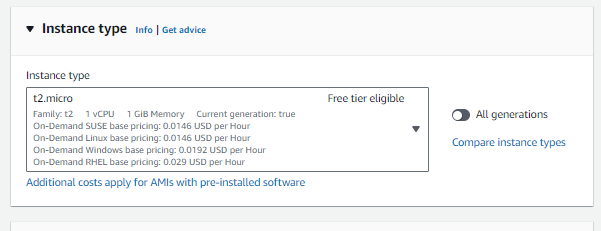 Instance type Info | Get advice
Instance type
t2.micro Free tier eligible
Family: t2 1 vCPU 1 GiB Memory Current generation: true
On-Demand SUSE base pricing: 0.0146 USD per Hour
On-Demand Linux base pricing: 0.0146 USD per Hour
On-Demand Windows base pricing: 0.0192 USD per Hour
On-Demand RHEL base pricing: 0.029 USD per Hour
All generations
Compare instance types
Additional costs apply for AMIs with pre-installed software